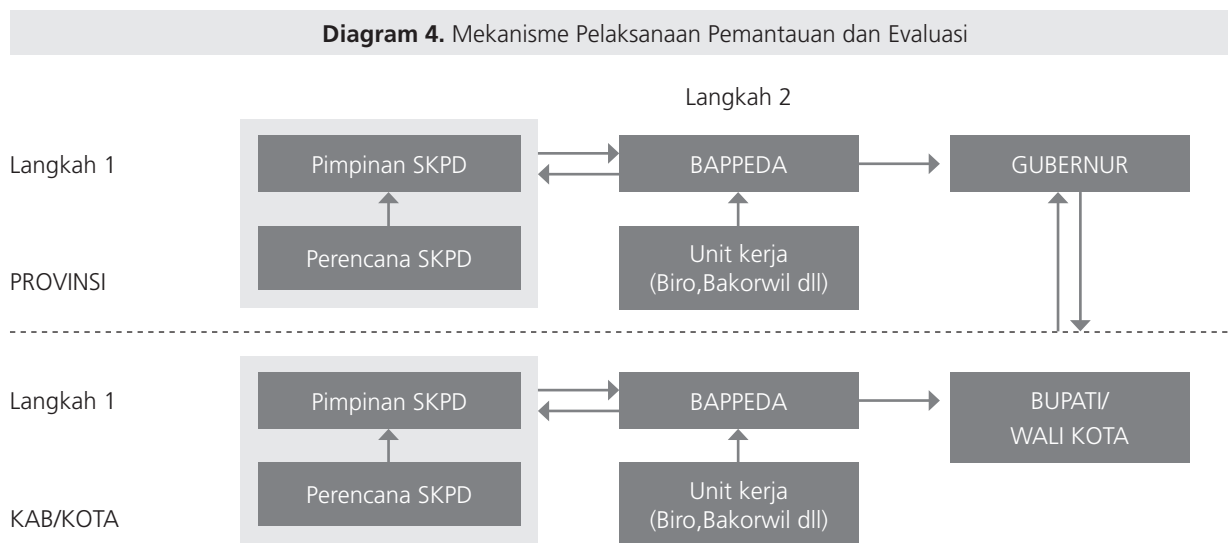 Diagram 4. Mekanisme Pelaksanaan Pemantauan dan Evaluasi
Langkah 2
Langkah 1
Pimpinan SKPD
BAPPEDA
GUBERNUR
Perencana SKPD
Unit kerja
(Biro,Bakorwil dll)
PROVINSI
Langkah 1
Pimpinan SKPD
BAPPEDA
BUPATI/
WALI KOTA
Perencana SKPD
Unit kerja
(Biro,Bakorwil dll)
KAB/KOTA